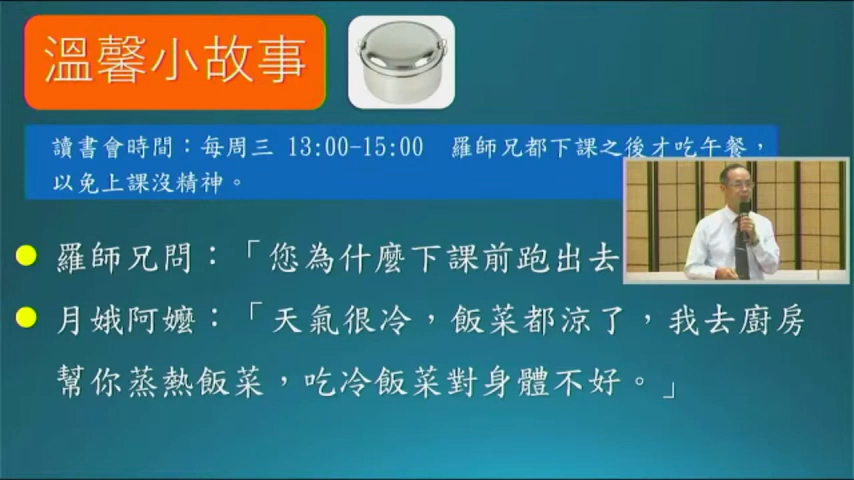 溫馨小故事
讀書會時間：每周三 13:00-15:00 羅師兄都下課之後才吃午餐，
以免上課沒精神。
羅師兄問：「您為什麼下課前跑出去
月娥阿嬤：「天氣很冷，飯菜都涼了，我去廚房
幫你蒸熱飯菜，吃冷飯菜對身體不好。」